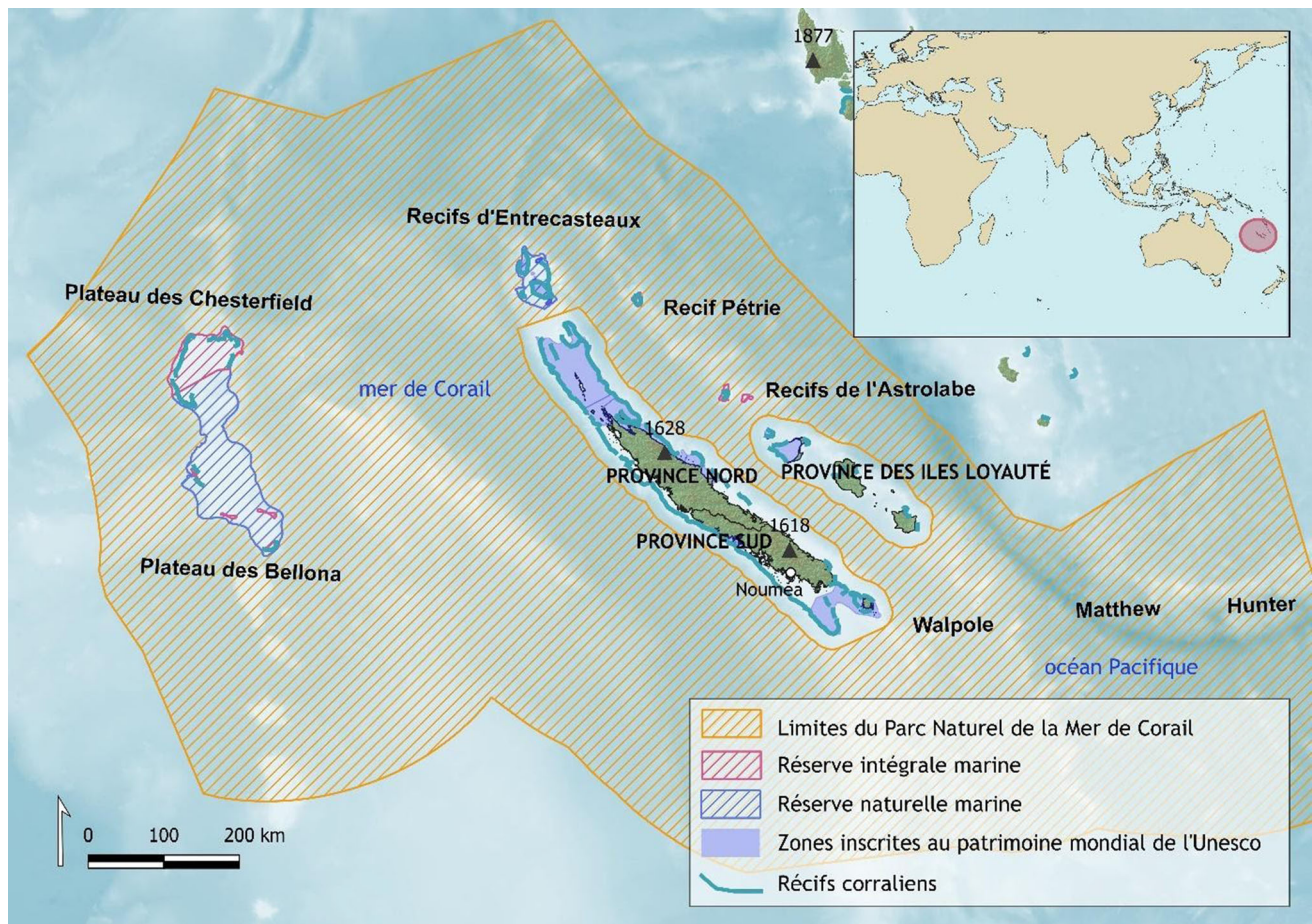 1877
Recifs d'Entrecasteaux
Plateau des Chesterfield
Recif Pétrie
mer de Corail
Recifs de l'Astrolabe
1628
PROVINCE NORD
PROVINCE DES ILES LOYAUTÉ
1618
PROVINCE SUD
Plateau des Bellona
Nouméa
Walpole
Matthew
Hunter
océan Pacifique
Limites du Parc Naturel de la Mer de Corail
Réserve intégrale marine
Réserve naturelle marine
Zones inscrites au patrimoine mondial de l'Unesco
Récifs corraliens
0 100 200 km